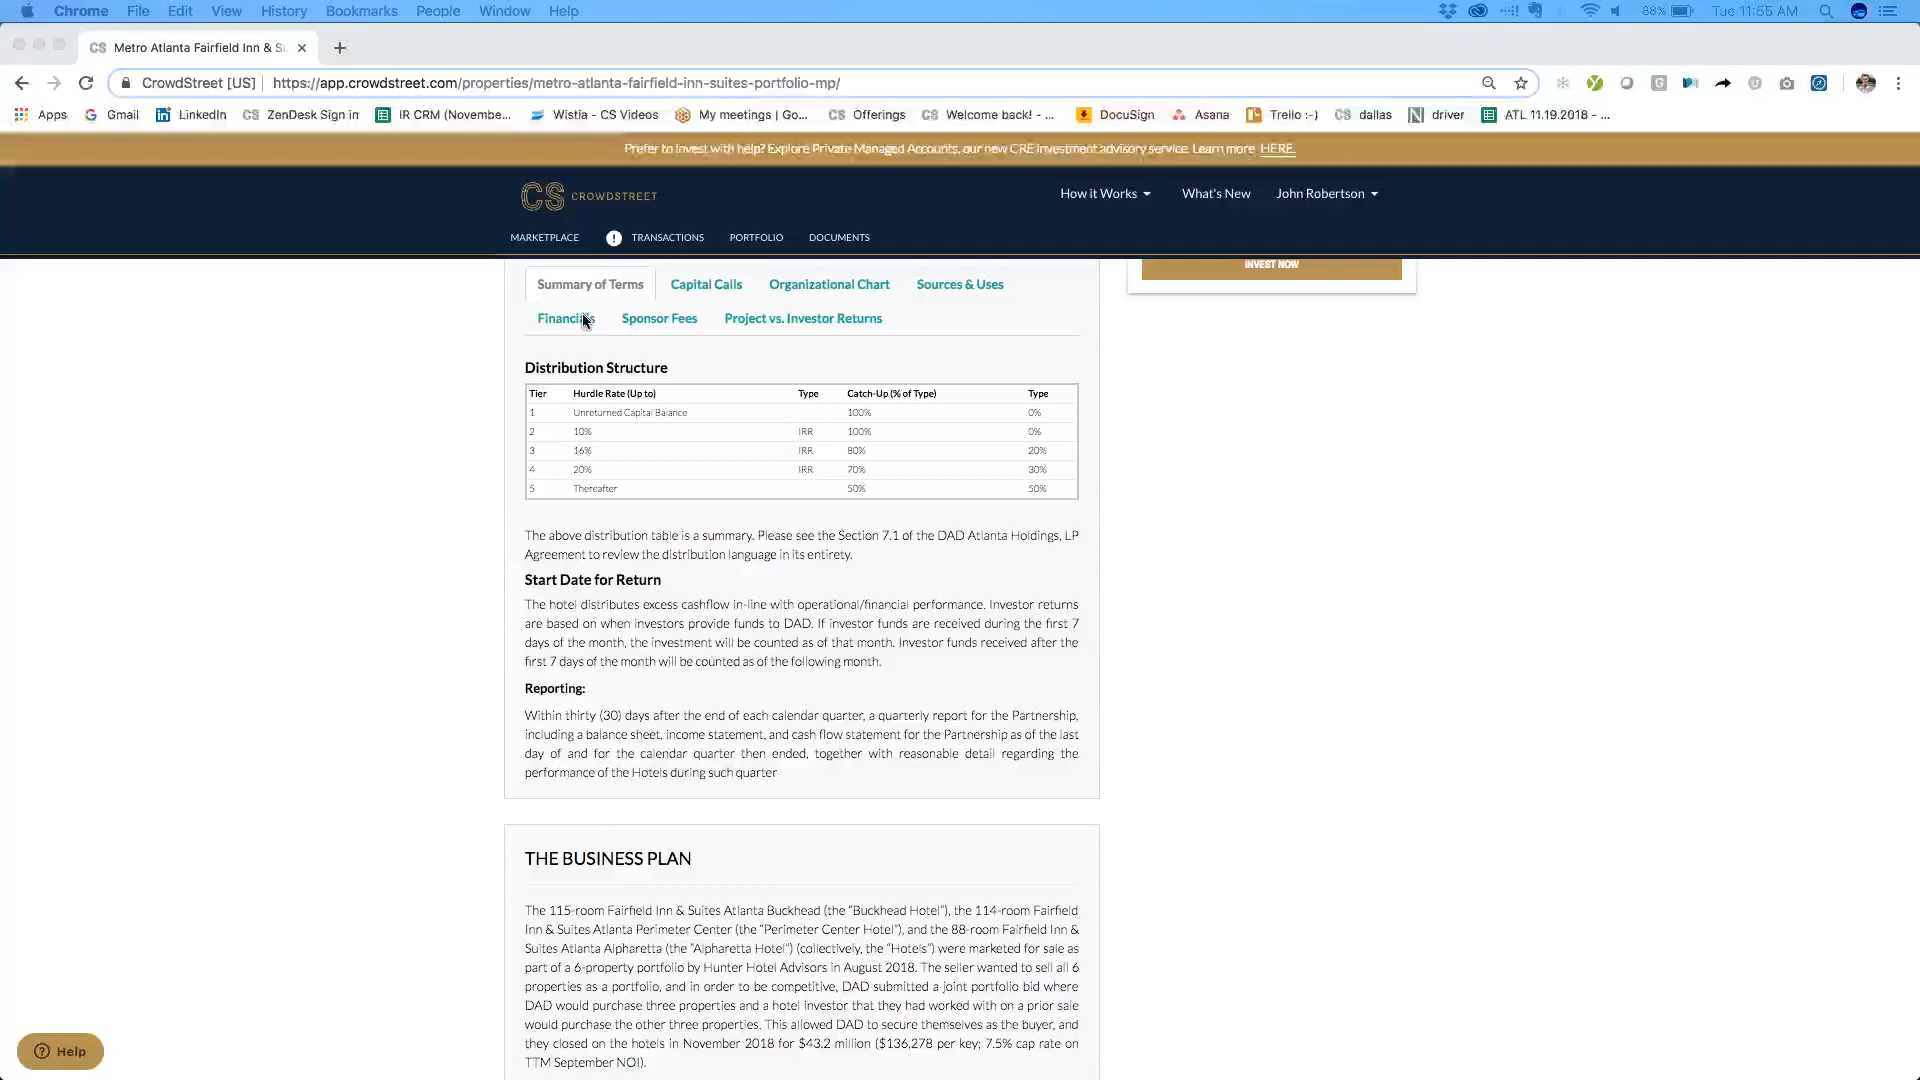 Chrome File Edit View History Bookmarks People Window Help 88% Tue 11:55 AM
CS Metro Atlanta Fairfield Inn & S
CrowdStreet [US] https://app.crowdstreet.com/properties/metro-atlanta-fairfield-inn-suites-portfolio-mp/
Apps Gmail LinkedIn ZenDesk Sign in IR CRM (Novembe... Wistia - CS Videos My meetings | Go... Offerings Welcome back! - ... DocuSign Asana Trello :-) dallas driver ATL 11.19.2018 - ...
Prefer to invest with help? Explore Private Managed Accounts, our new CRE investment advisory service. Learn more HERE.
CS CROWDSTREET How it Works What's New John Robertson
MARKETPLACE ! TRANSACTIONS PORTFOLIO DOCUMENTS
INVEST NOW
Summary of Terms Capital Calls Organizational Chart Sources & Uses
Financials Sponsor Fees Project vs. Investor Returns
Distribution Structure
Tier Hurdle Rate (Up to) Type Catch-Up (% of Type) Type
1 Unreturned Capital Balance 100% 0%
2 10% IRR 100% 0%
3 16% IRR 80% 20%
4 20% IRR 70% 30%
5 Thereafter 50% 50%
The above distribution table is a summary. Please see the Section 7.1 of the DAD Atlanta Holdings, LP
Agreement to review the distribution language in its entirety.
Start Date for Return
The hotel distributes excess cashflow in-line with operational/financial performance. Investor returns
are based on when investors provide funds to DAD. If investor funds are received during the first 7
days of the month, the investment will be counted as of that month. Investor funds received after the
first 7 days of the month will be counted as of the following month.
Reporting:
Within thirty (30) days after the end of each calendar quarter, a quarterly report for the Partnership,
including a balance sheet, income statement, and cash flow statement for the Partnership as of the last
day of and for the calendar quarter then ended, together with reasonable detail regarding the
performance of the Hotels during such quarter
THE BUSINESS PLAN
The 115-room Fairfield Inn & Suites Atlanta Buckhead (the "Buckhead Hotel"), the 114-room Fairfield
Inn & Suites Atlanta Perimeter Center (the "Perimeter Center Hotel"), and the 88-room Fairfield Inn &
Suites Atlanta Alpharetta (the "Alpharetta Hotel") (collectively, the "Hotels") were marketed for sale as
part of a 6-property portfolio by Hunter Hotel Advisors in August 2018. The seller wanted to sell all 6
properties as a portfolio, and in order to be competitive, DAD submitted a joint portfolio bid where
DAD would purchase three properties and a hotel investor that they had worked with on a prior sale
would purchase the other three properties. This allowed DAD to secure themselves as the buyer, and
they closed on the hotels in November 2018 for $43.2 million ($136,278 per key; 7.5% cap rate on
TTM September NOI).
Help